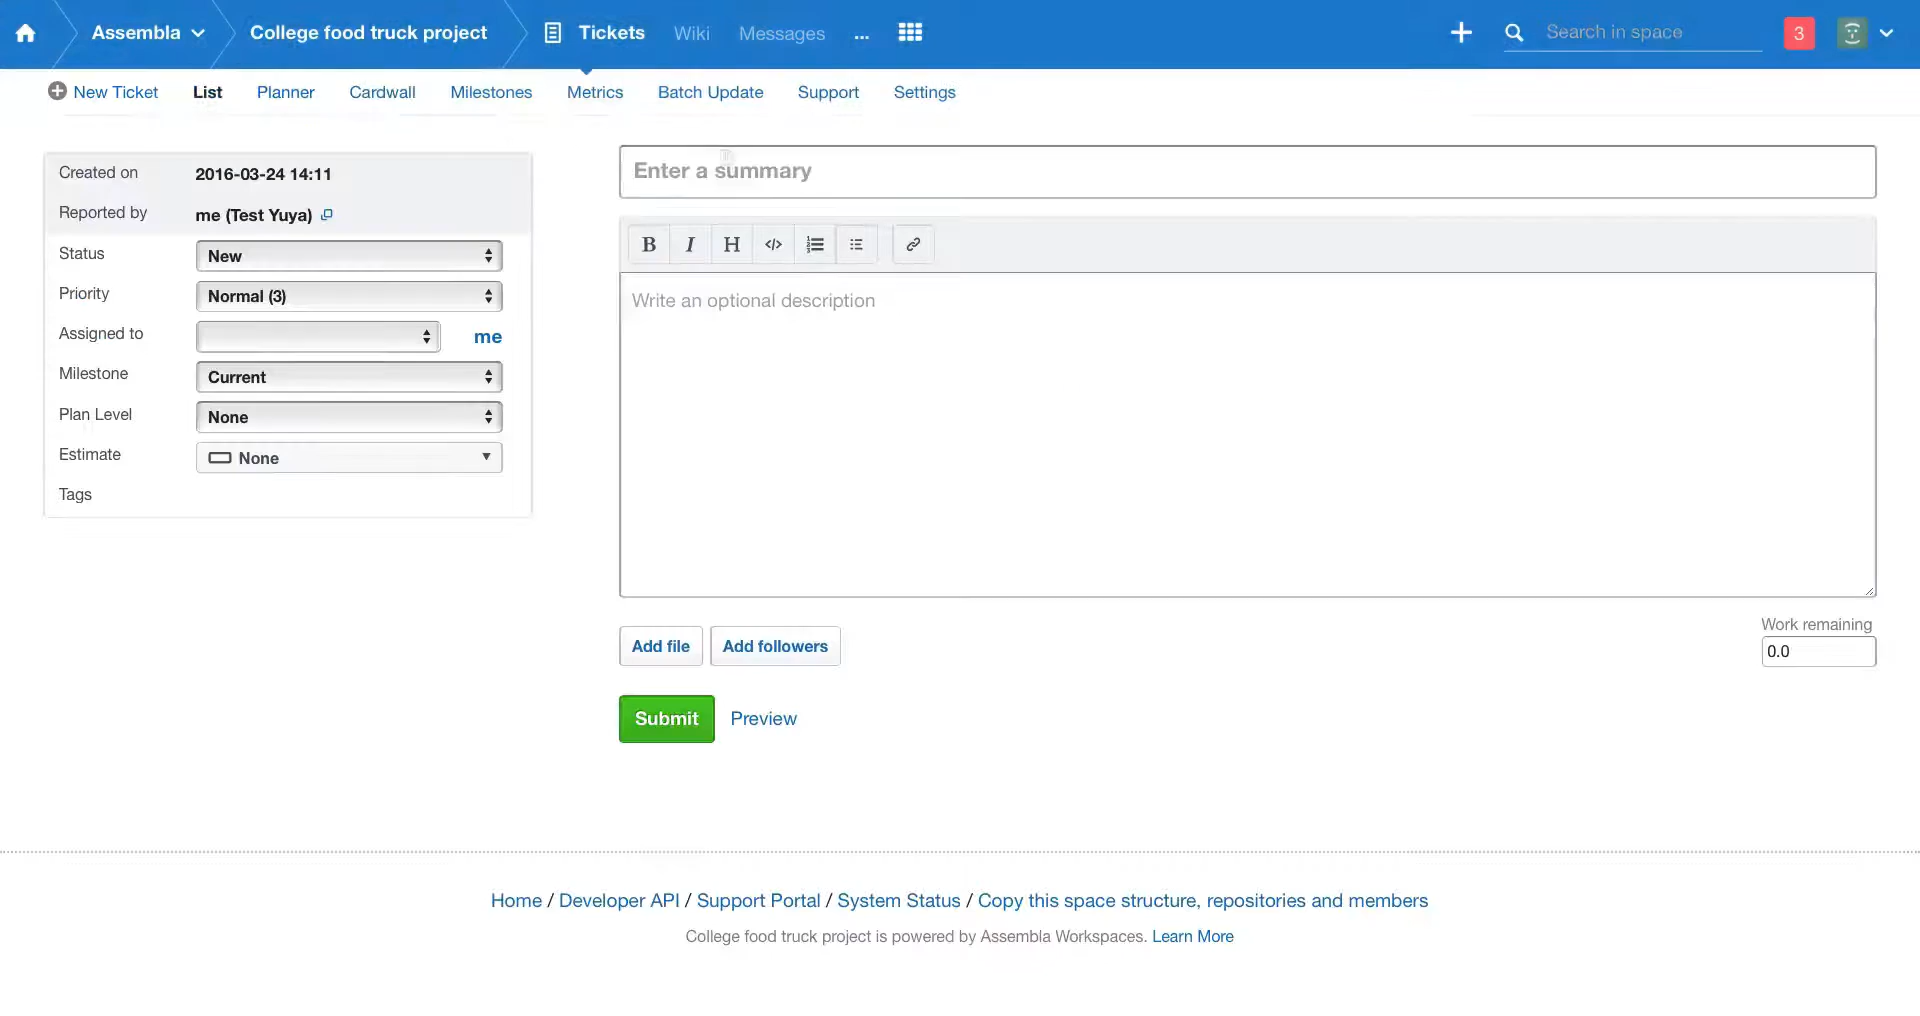 Assembla
College food truck project
Tickets
Wiki
Messages
...
Search in space
3
New Ticket
List
Planner
Cardwall
Milestones
Metrics
Batch Update
Support
Settings
Created on 2016-03-24 14:11
Reported by me (Test Yuya)
Status New
Priority Normal (3)
Assigned to me
Milestone Current
Plan Level None
Estimate None
Tags
Enter a summary
B I H </>
Write an optional description
Add file
Add followers
Work remaining
0.0
Submit
Preview
Home / Developer API / Support Portal / System Status / Copy this space structure, repositories and members
College food truck project is powered by Assembla Workspaces. Learn More